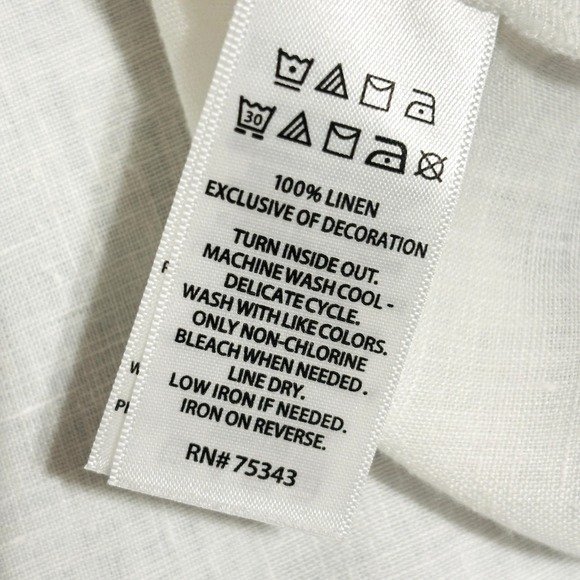 30
100% LINEN
EXCLUSIVE OF DECORATION
TURN INSIDE OUT.
MACHINE WASH COOL -
DELICATE CYCLE.
WASH WITH LIKE COLORS.
ONLY NON-CHLORINE
BLEACH WHEN NEEDED.
LINE DRY.
LOW IRON IF NEEDED.
IRON ON REVERSE.
RN# 75343